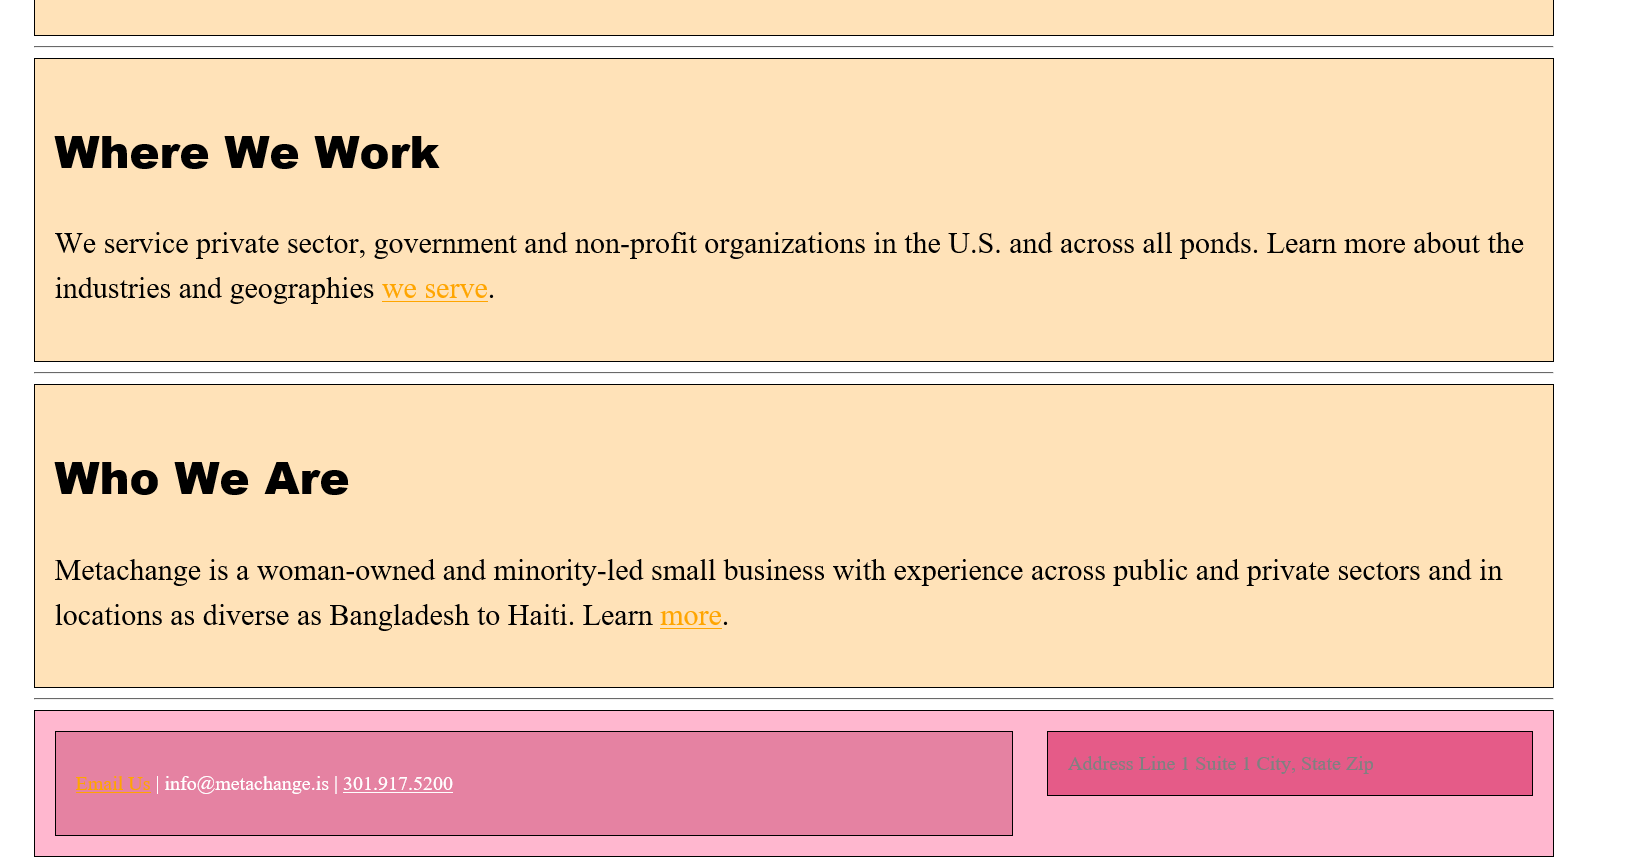 Where We Work
We service private sector, government and non-profit organizations in the U.S. and across all ponds. Learn more about the
industries and geographies we serve.
Who We Are
Metachange is a woman-owned and minority-led small business with experience across public and private sectors and in
locations as diverse as Bangladesh to Haiti. Learn more.
Email Us | info@metachange.is | 301.917.5200
Address Line 1 Suite 1 City, State Zip